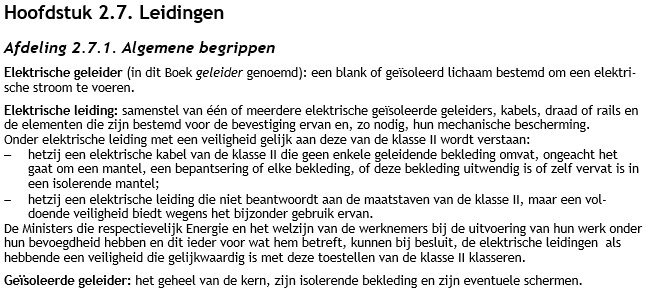 Hoofdstuk 2.7. Leidingen
Afdeling 2.7.1. Algemene begrippen
Elektrische geleider (in dit Boek geleider genoemd): een blank of geïsoleerd lichaam bestemd om een elektri-
sche stroom te voeren.
Elektrische leiding: samenstel van één of meerdere elektrische geïsoleerde geleiders, kabels, draad of rails en
de elementen die zijn bestemd voor de bevestiging ervan en, zo nodig, hun mechanische bescherming.
Onder elektrische leiding met een veiligheid gelijk aan deze van de klasse II wordt verstaan:
− hetzij een elektrische kabel van de klasse II die geen enkele geleidende bekleding omvat, ongeacht het
gaat om een mantel, een bepantsering of elke bekleding, of deze bekleding uitwendig is of zelf vervat is in
een isolerende mantel;
− hetzij een elektrische leiding die niet beantwoordt aan de maatstaven van de klasse II, maar een vol-
doende veiligheid biedt wegens het bijzonder gebruik ervan.
De Ministers die respectievelijk Energie en het welzijn van de werknemers bij de uitvoering van hun werk onder
hun bevoegdheid hebben en dit ieder voor wat hem betreft, kunnen bij besluit, de elektrische leidingen als
hebbende een veiligheid die gelijkwaardig is met deze toestellen van de klasse II klasseren.
Geïsoleerde geleider: het geheel van de kern, zijn isolerende bekleding en zijn eventuele schermen.